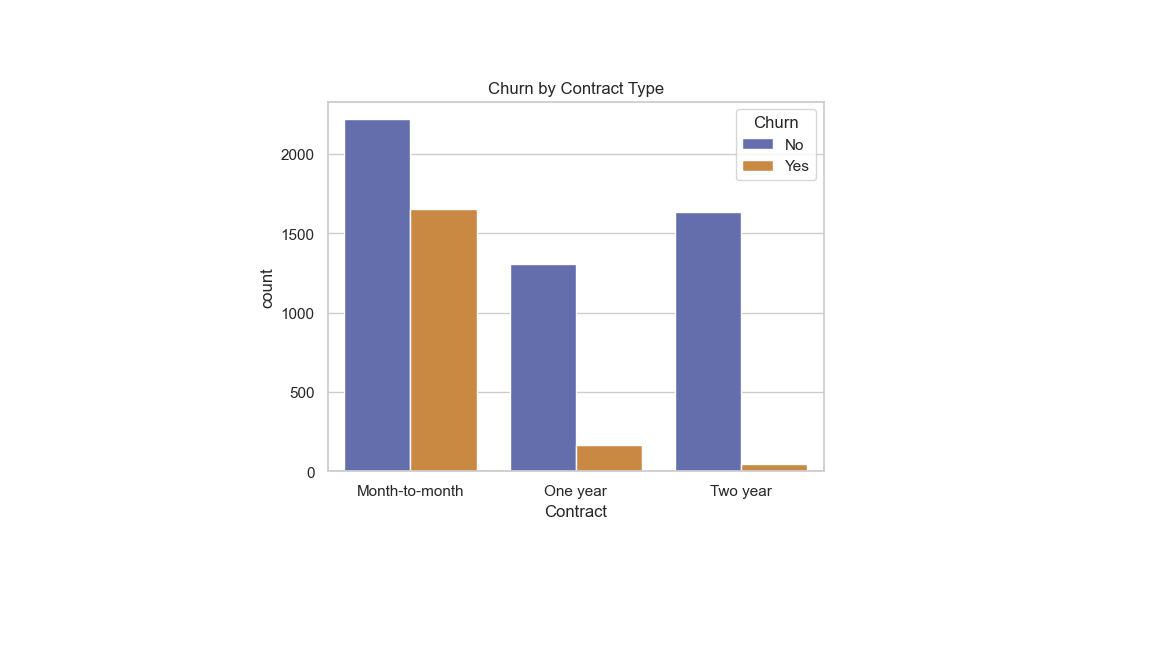 Churn by Contract Type
Churn
No
Yes
2000
1500
1000
500
0
count
Month-to-month
One year
Two year
Contract